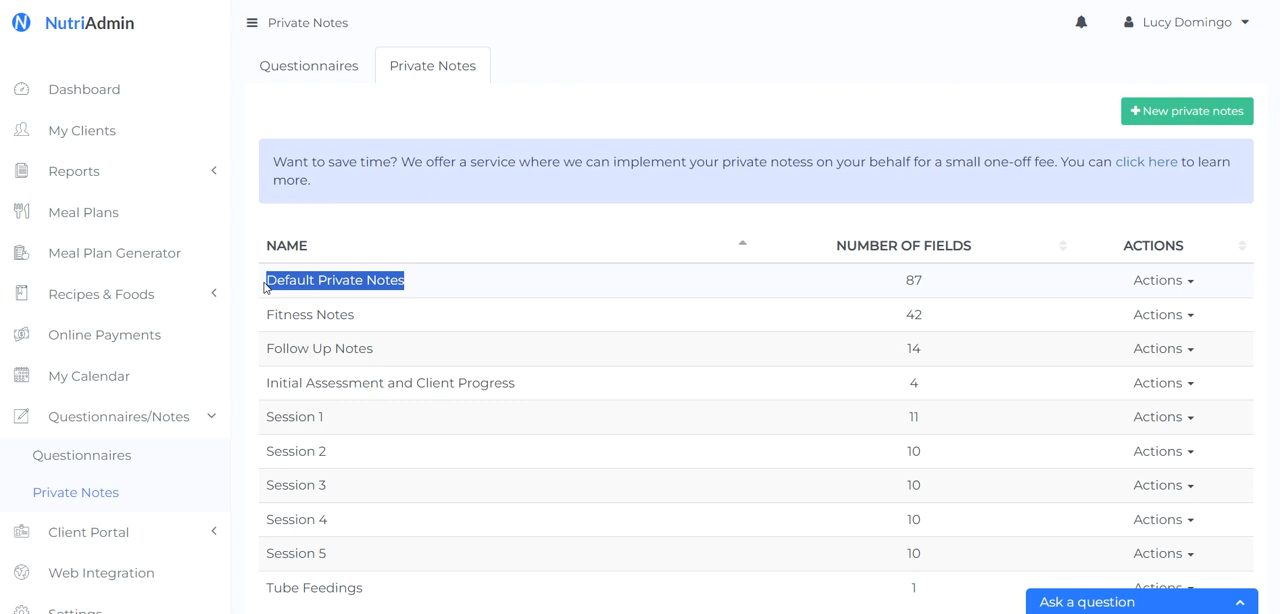 NutriAdmin
Private Notes
Lucy Domingo
Questionnaires
Private Notes
Dashboard
My Clients
Reports
Meal Plans
Meal Plan Generator
Recipes & Foods
Online Payments
My Calendar
Questionnaires/Notes
Questionnaires
Private Notes
Client Portal
Web Integration
Settings
+ New private notes
Want to save time? We offer a service where we can implement your private notess on your behalf for a small one-off fee. You can click here to learn
more.
NAME NUMBER OF FIELDS ACTIONS
Default Private Notes 87 Actions
Fitness Notes 42 Actions
Follow Up Notes 14 Actions
Initial Assessment and Client Progress 4 Actions
Session 1 11 Actions
Session 2 10 Actions
Session 3 10 Actions
Session 4 10 Actions
Session 5 10 Actions
Tube Feedings 1 Actions
Ask a question